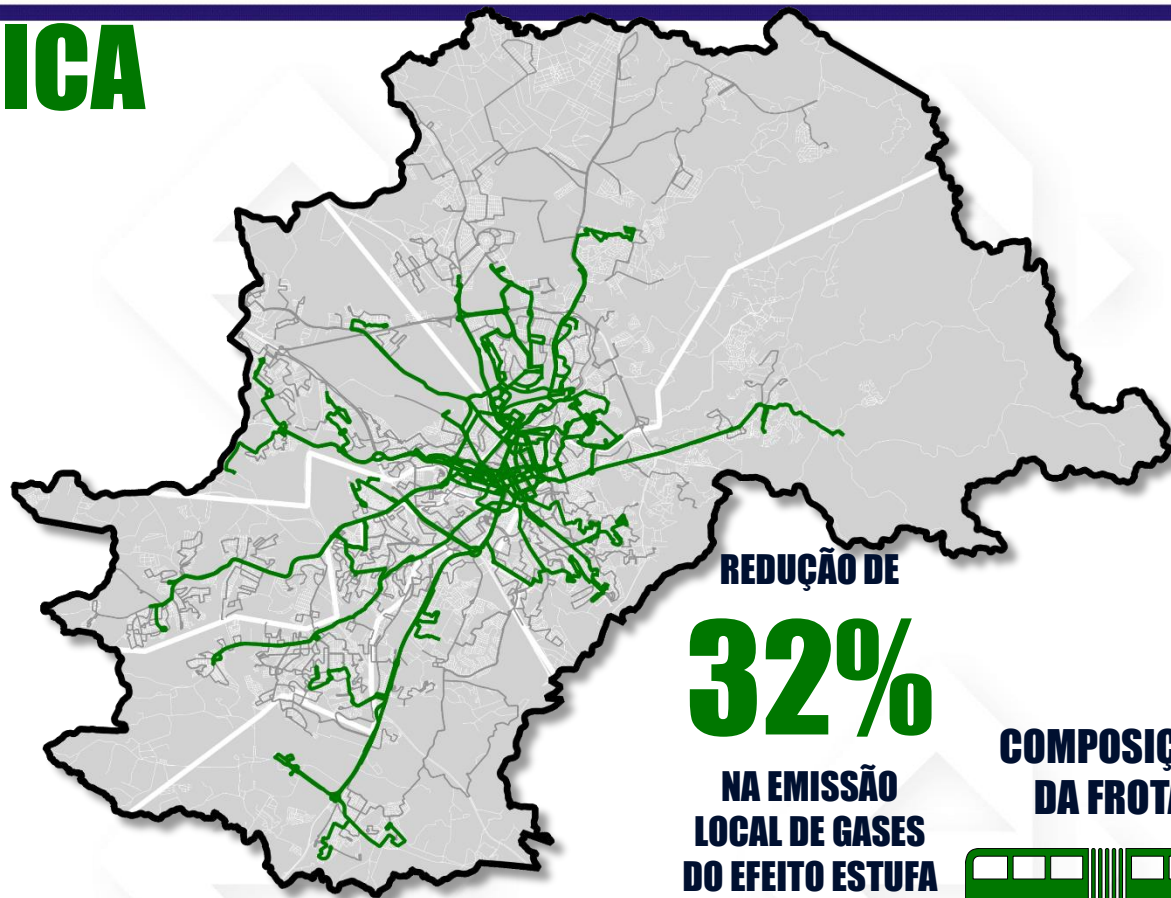 ICA
REDUÇÃO DE
32%
NA EMISSÃO
LOCAL DE GASES
DO EFEITO ESTUFA
COMPOSIÇ
DA FROTA